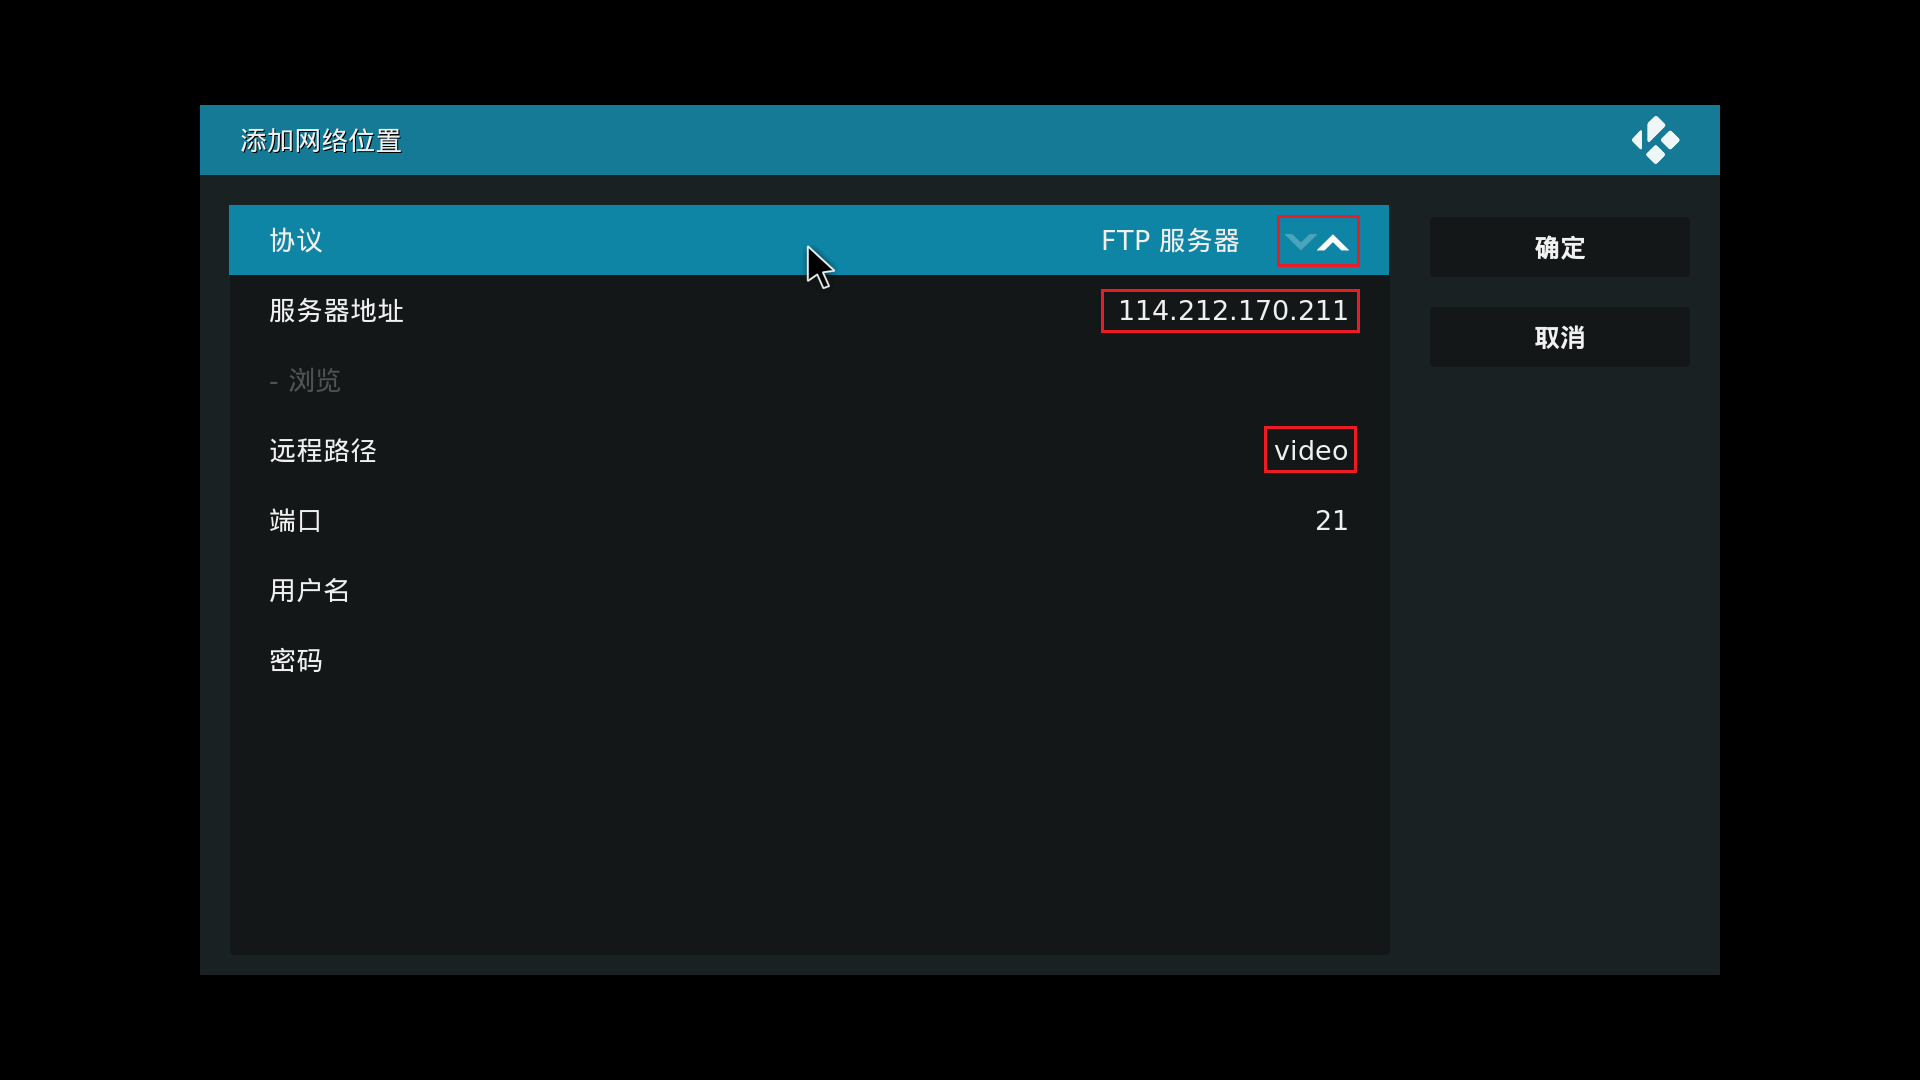 添加网络位置
协议 FTP 服务器
服务器地址 114.212.170.211
- 浏览
远程路径 video
端口 21
用户名
密码
确定
取消